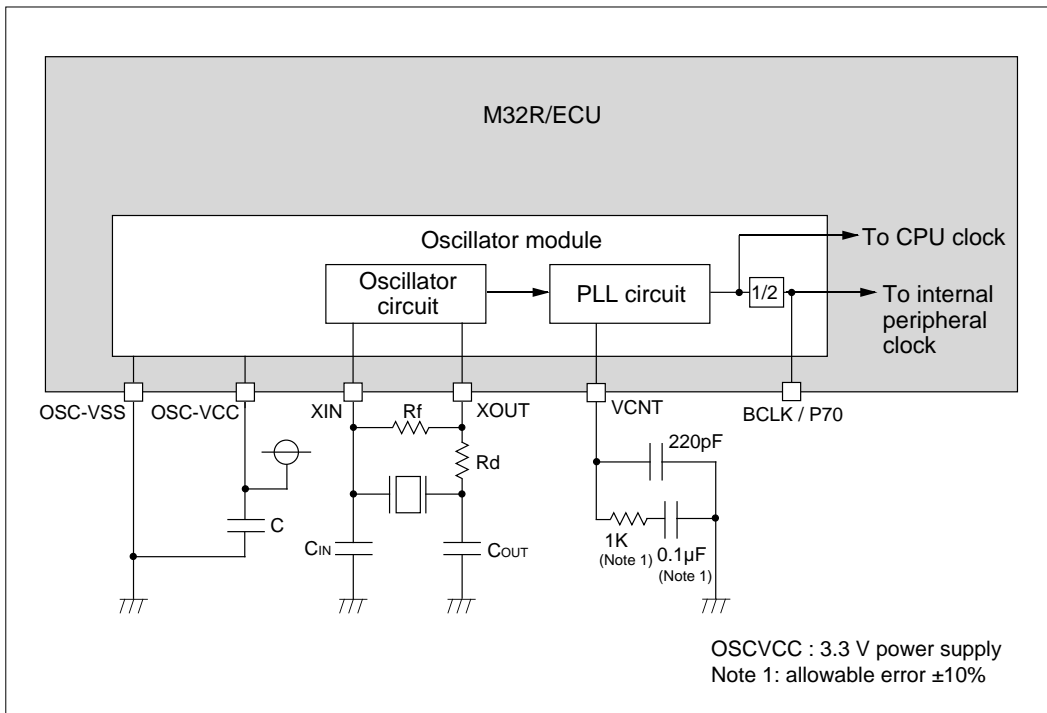 M32R/ECU
Oscillator module
To CPU clock
Oscillator
circuit
PLL circuit
1/2
To internal
peripheral
clock
OSC-VSS
OSC-VCC
XIN
Rf
XOUT
VCNT
BCLK / P70
220pF
Rd
C
CIN
COUT
1K
(Note 1)
0.1µF
(Note 1)
OSCVCC : 3.3 V power supply
Note 1: allowable error ±10%